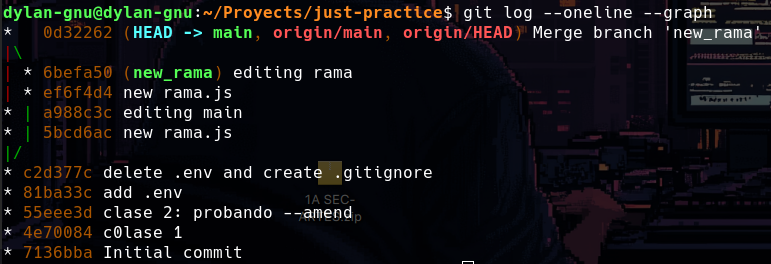 dylan-gnu@dylan-gnu:~/Proyects/just-practice$ git log --oneline --graph
*   0d32262 (HEAD -> main, origin/main, origin/HEAD) Merge branch 'new_rama'
|\
| * 6befa50 (new_rama) editing rama
| * ef6f4d4 new rama.js
* | a988c3c editing main
* | 5bcd6ac new rama.js
|/
* c2d377c delete .env and create .gitignore
* 81ba33c add .env
1A SEC-
* 55eee3d clase 2: probando --amend
* 4e70084 c0lase 1
* 7136bba Initial commit